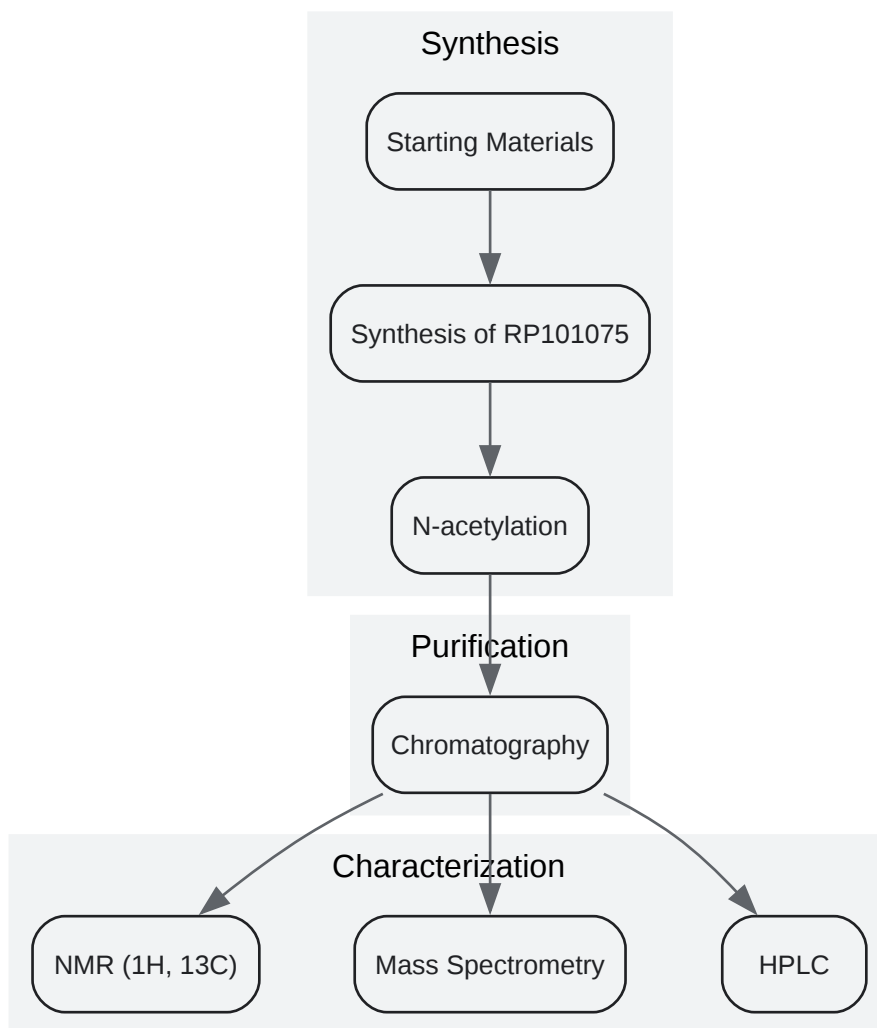 Synthesis
Starting Materials
Synthesis of RP101075
N-acetylation
Purification
Chromatography
Characterization
NMR (1H, 13C)
Mass Spectrometry
HPLC